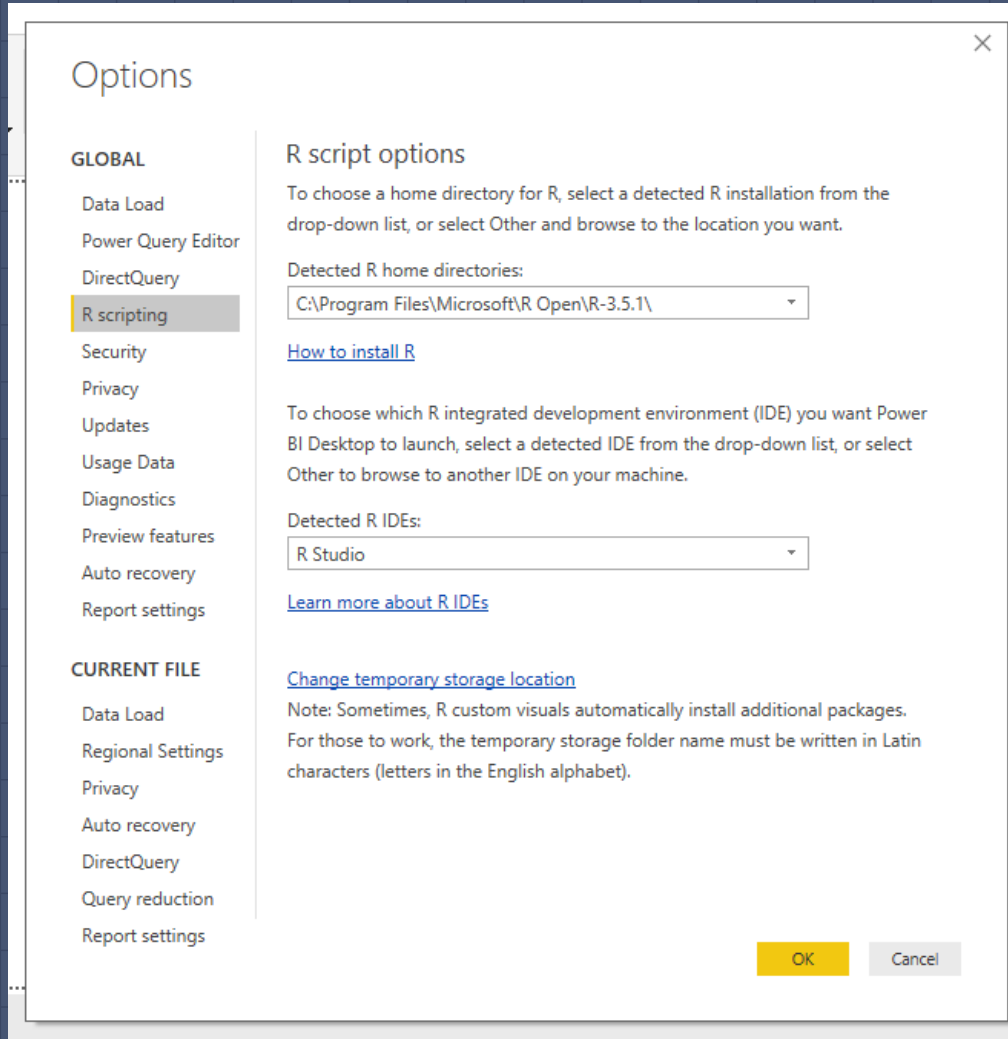 Options
GLOBAL
Data Load
Power Query Editor
DirectQuery
R scripting
Security
Privacy
Updates
Usage Data
Diagnostics
Preview features
Auto recovery
Report settings
CURRENT FILE
Data Load
Regional Settings
Privacy
Auto recovery
DirectQuery
Query reduction
Report settings
R script options
To choose a home directory for R, select a detected R installation from the
drop-down list, or select Other and browse to the location you want.
Detected R home directories:
C:\Program Files\Microsoft\R Open\R-3.5.1\
How to install R
To choose which R integrated development environment (IDE) you want Power
BI Desktop to launch, select a detected IDE from the drop-down list, or select
Other to browse to another IDE on your machine.
Detected R IDEs:
R Studio
Learn more about R IDEs
Change temporary storage location
Note: Sometimes, R custom visuals automatically install additional packages.
For those to work, the temporary storage folder name must be written in Latin
characters (letters in the English alphabet).
OK
Cancel